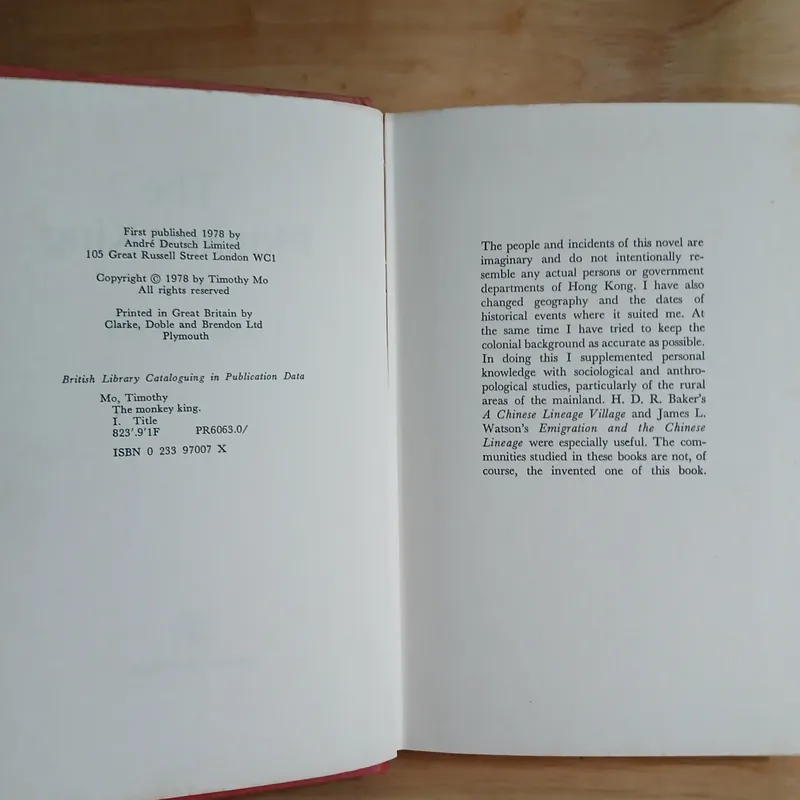 First published 1978 by
André Deutsch Limited
105 Great Russell Street London WC1
Copyright © 1978 by Timothy Mo
All rights reserved
Printed in Great Britain by
Clarke, Doble and Brendon Ltd
Plymouth
British Library Cataloguing in Publication Data
Mo, Timothy
The monkey king.
I. Title
823'.9'1F PR6063.0/
ISBN 0 233 97007 X
The people and incidents of this novel are
imaginary and do not intentionally re-
semble any actual persons or government
departments of Hong Kong. I have also
changed geography and the dates of
historical events where it suited me. At
the same time I have tried to keep the
colonial background as accurate as possible.
In doing this I supplemented personal
knowledge with sociological and anthro-
pological studies, particularly of the rural
areas of the mainland. H. D. R. Baker's
A Chinese Lineage Village and James L.
Watson's Emigration and the Chinese
Lineage were especially useful. The com-
munities studied in these books are not, of
course, the invented one of this book.